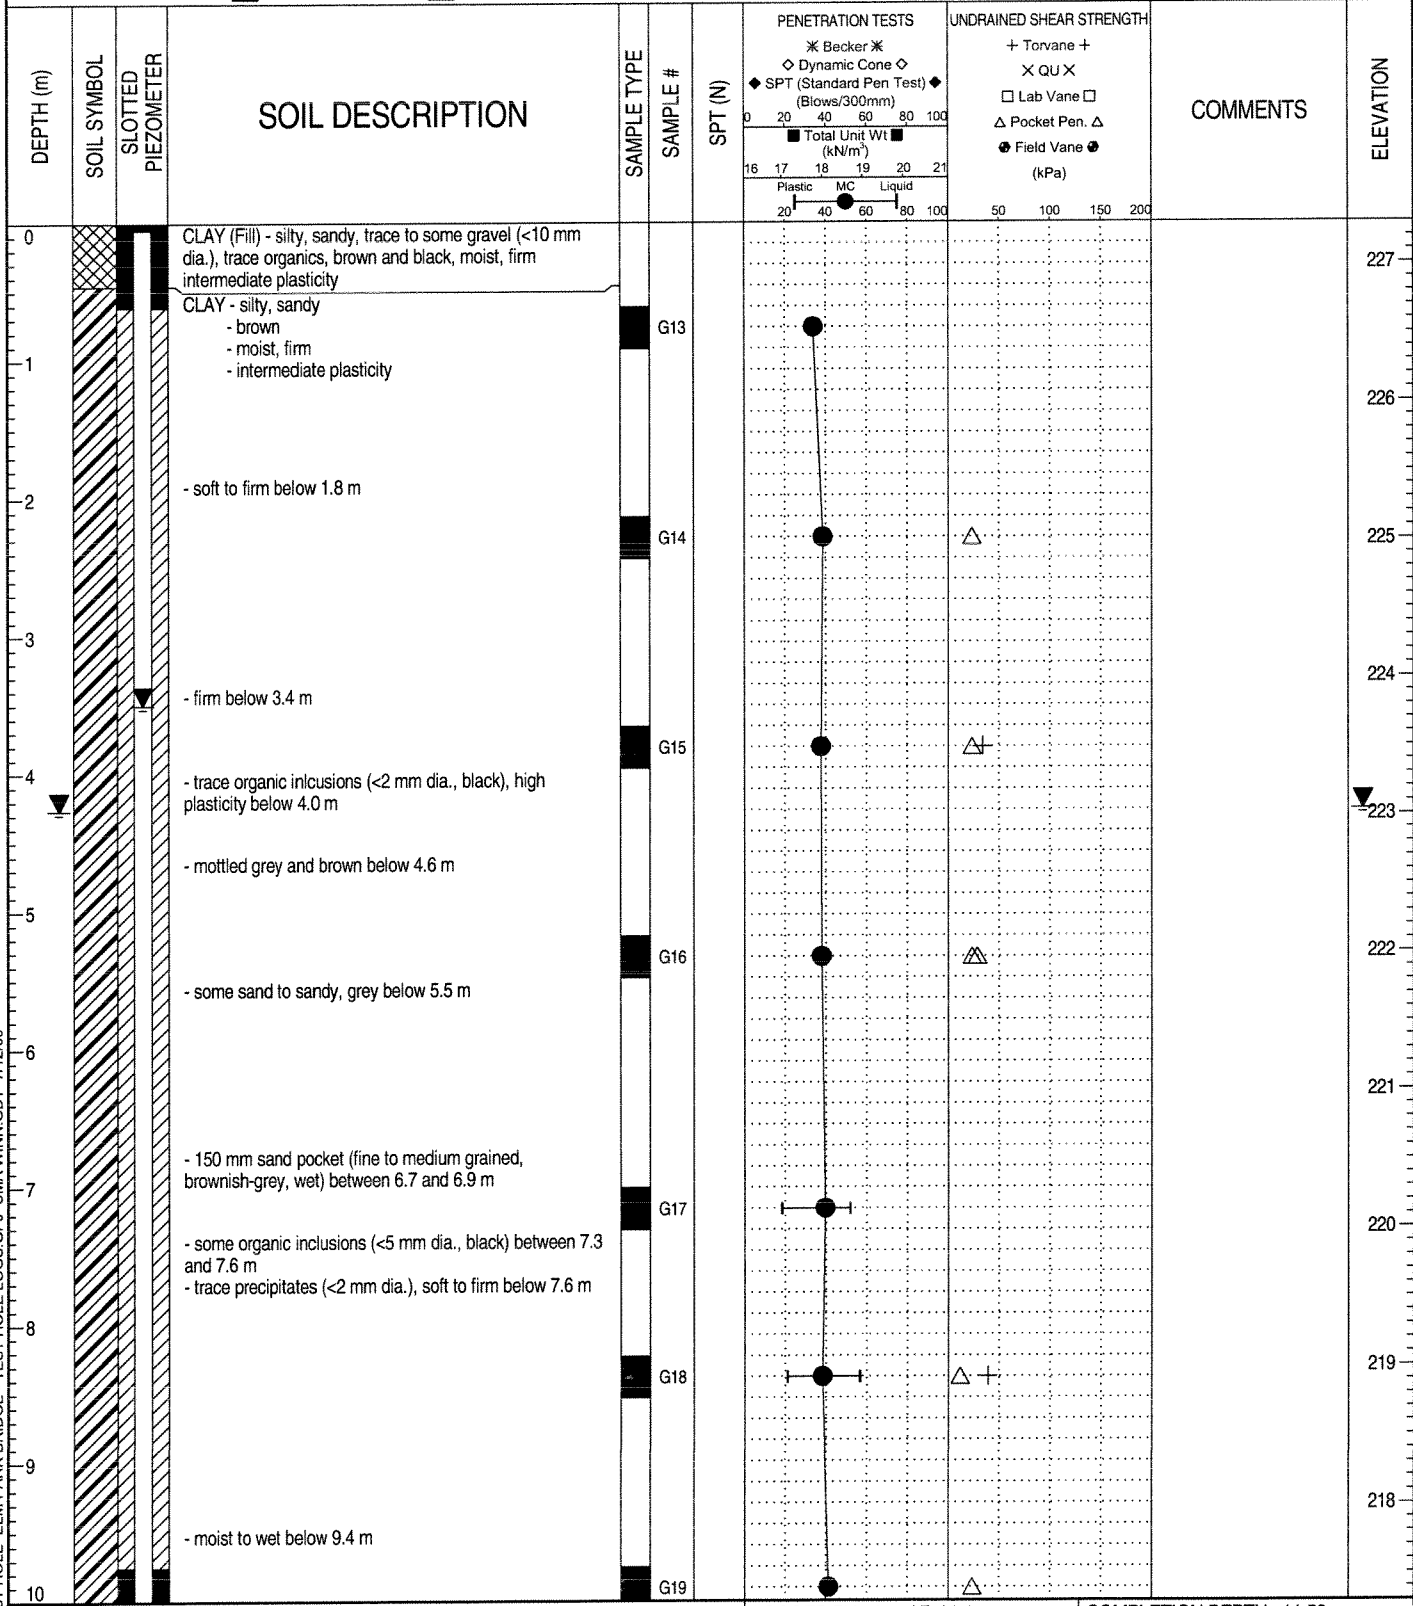 DEPTH (m)
SOIL SYMBOL
SLOTTED
PIEZOMETER
SOIL DESCRIPTION
SAMPLE TYPE
SAMPLE #
SPT (N)
PENETRATION TESTS
✳ Becker ✳
◇ Dynamic Cone ◇
◆ SPT (Standard Pen Test) ◆
(Blows/300mm)
0 20 40 60 80 100
■ Total Unit Wt ■
(kN/m³)
16 17 18 19 20 21
Plastic MC Liquid
20 40 60 80 100
UNDRAINED SHEAR STRENGTH
+ Torvane +
× QU ×
□ Lab Vane □
△ Pocket Pen. △
Field Vane
(kPa)
50 100 150 200
COMMENTS
ELEVATION
0
CLAY (Fill) - silty, sandy, trace to some gravel (<10 mm
dia.), trace organics, brown and black, moist, firm
intermediate plasticity
227
CLAY - silty, sandy
- brown
- moist, firm
- intermediate plasticity
G13
1
226
- soft to firm below 1.8 m
2
G14
225
3
224
- firm below 3.4 m
G15
4
- trace organic inlcusions (<2 mm dia., black), high
plasticity below 4.0 m
223
- mottled grey and brown below 4.6 m
5
G16
222
- some sand to sandy, grey below 5.5 m
6
221
- 150 mm sand pocket (fine to medium grained,
brownish-grey, wet) between 6.7 and 6.9 m
7
G17
220
- some organic inclusions (<5 mm dia., black) between 7.3
and 7.6 m
- trace precipitates (<2 mm dia.), soft to firm below 7.6 m
8
219
G18
9
218
- moist to wet below 9.4 m
10
G19